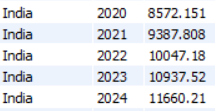 India 2020 8572.151
India 2021 9387.808
India 2022 10047.18
India 2023 10937.52
India 2024 11660.21